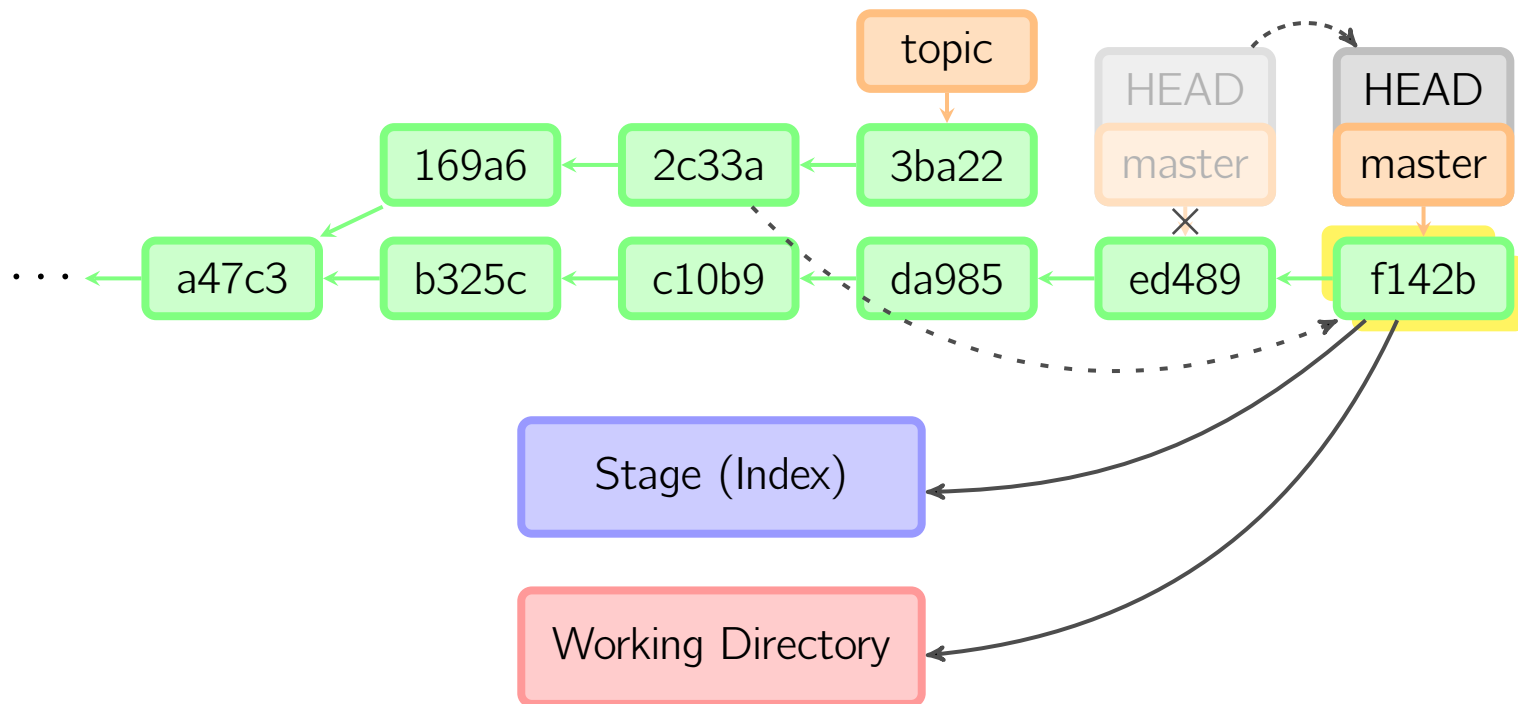 topic
HEAD
HEAD
169a6
2c33a
3ba22
master
master
...
a47c3
b325c
c10b9
da985
ed489
f142b
Stage (Index)
Working Directory